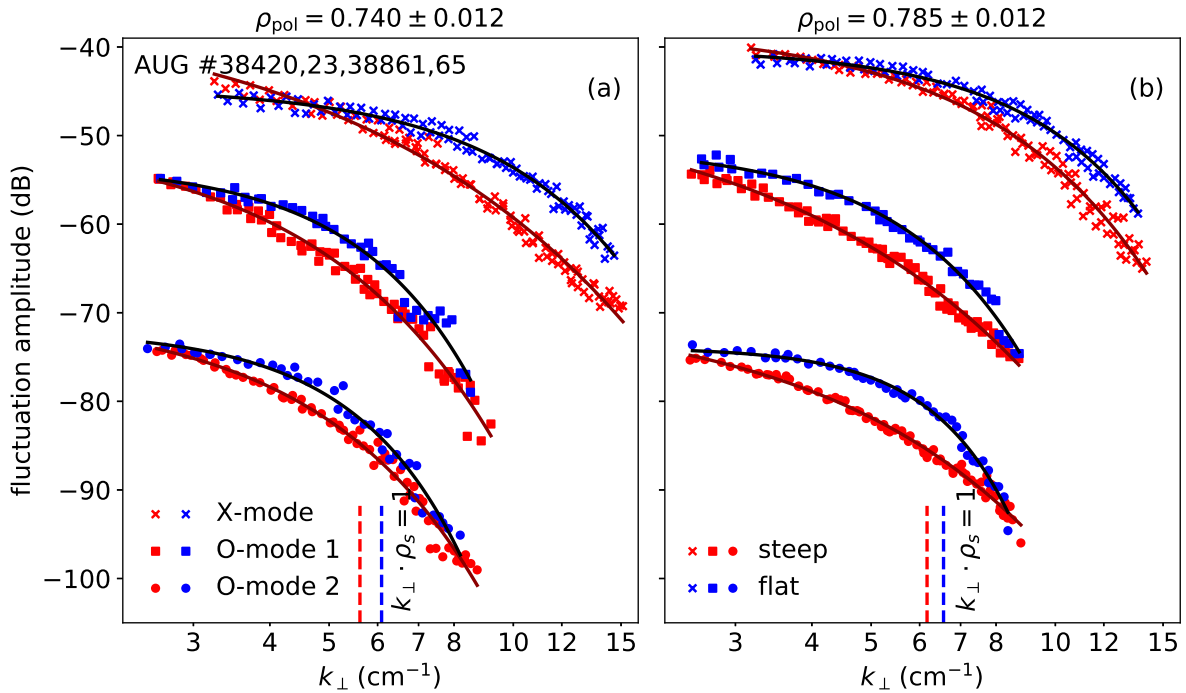 ρpol = 0.740 ± 0.012
ρpol = 0.785 ± 0.012
AUG #38420,23,38861,65
(a)
(b)
fluctuation amplitude (dB)
−40
−50
−60
−70
−80
−90
−100
X-mode
O-mode 1
O-mode 2
k⊥ · ρs = 1
steep
flat
k⊥ · ρs = 1
3 4 5 6 7 8 10 12 15
3 4 5 6 7 8 10 12 15
k⊥ (cm⁻¹)
k⊥ (cm⁻¹)